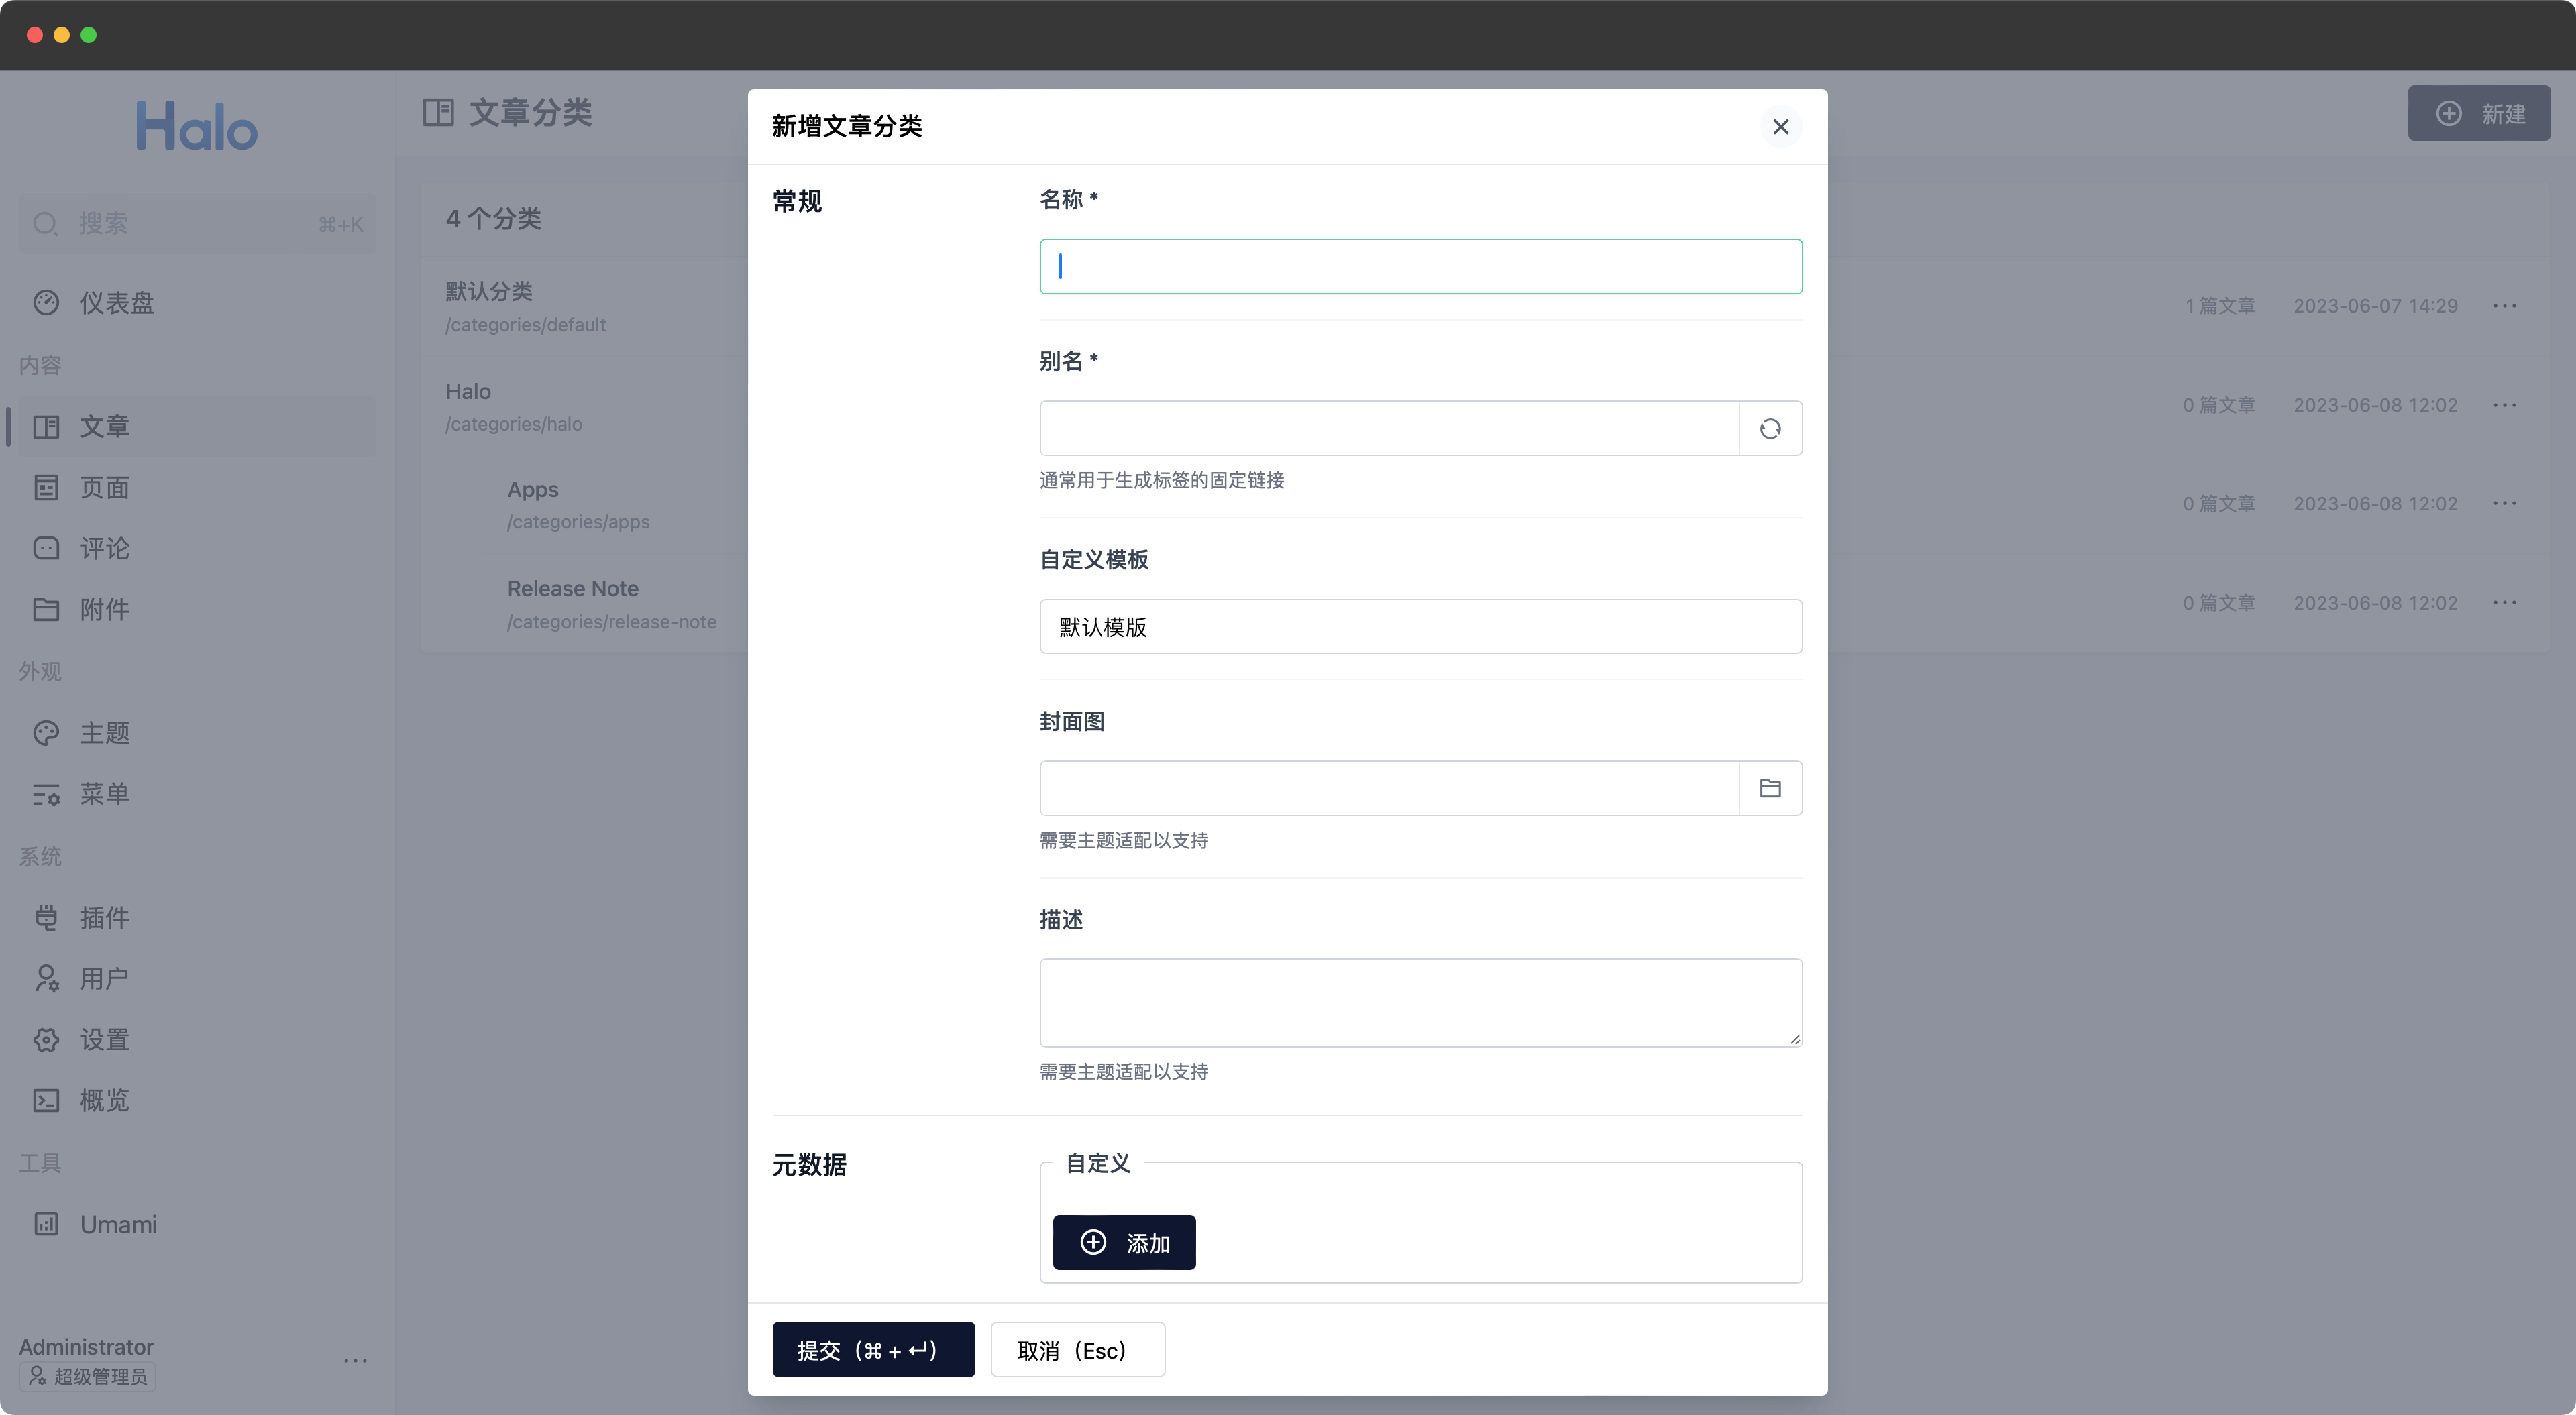 Halo
搜索
⌘+K
仪表盘
内容
文章
页面
评论
附件
外观
主题
菜单
系统
插件
用户
设置
概览
工具
Umami
Administrator
超级管理员
文章分类
新建
4 个分类
默认分类
/categories/default
1 篇文章 2023-06-07 14:29
Halo
/categories/halo
0 篇文章 2023-06-08 12:02
Apps
/categories/apps
0 篇文章 2023-06-08 12:02
Release Note
/categories/release-note
0 篇文章 2023-06-08 12:02
新增文章分类
常规
名称 *
别名 *
通常用于生成标签的固定链接
自定义模板
默认模版
封面图
需要主题适配以支持
描述
需要主题适配以支持
元数据
自定义
添加
提交（⌘ + ↵）
取消（Esc）